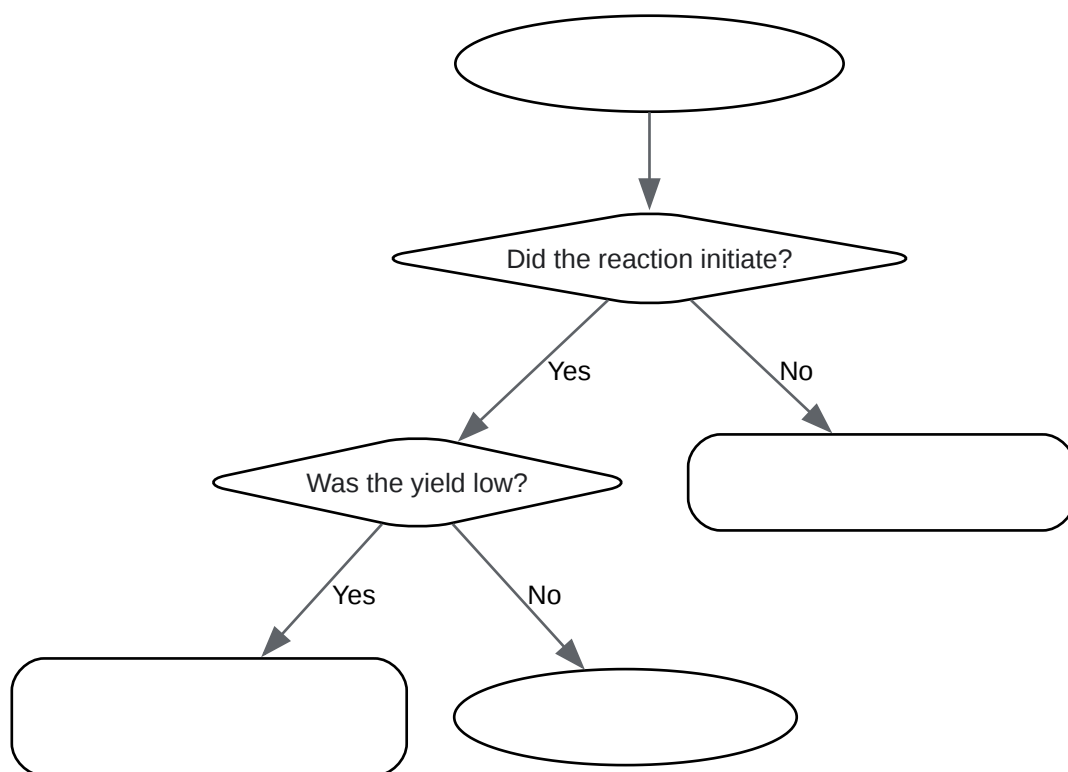 Did the reaction initiate?
Yes
No
Was the yield low?
Yes
No